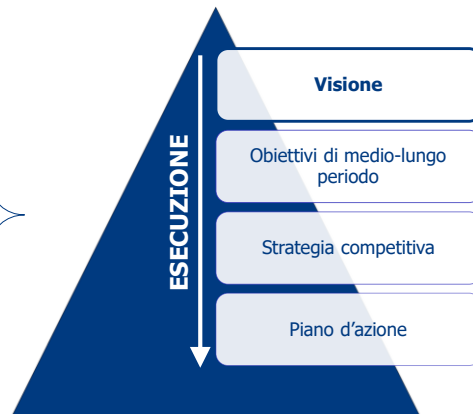 Visione
ESECUZIONE
Obiettivi di medio-lungo
periodo
Strategia competitiva
Piano d'azione